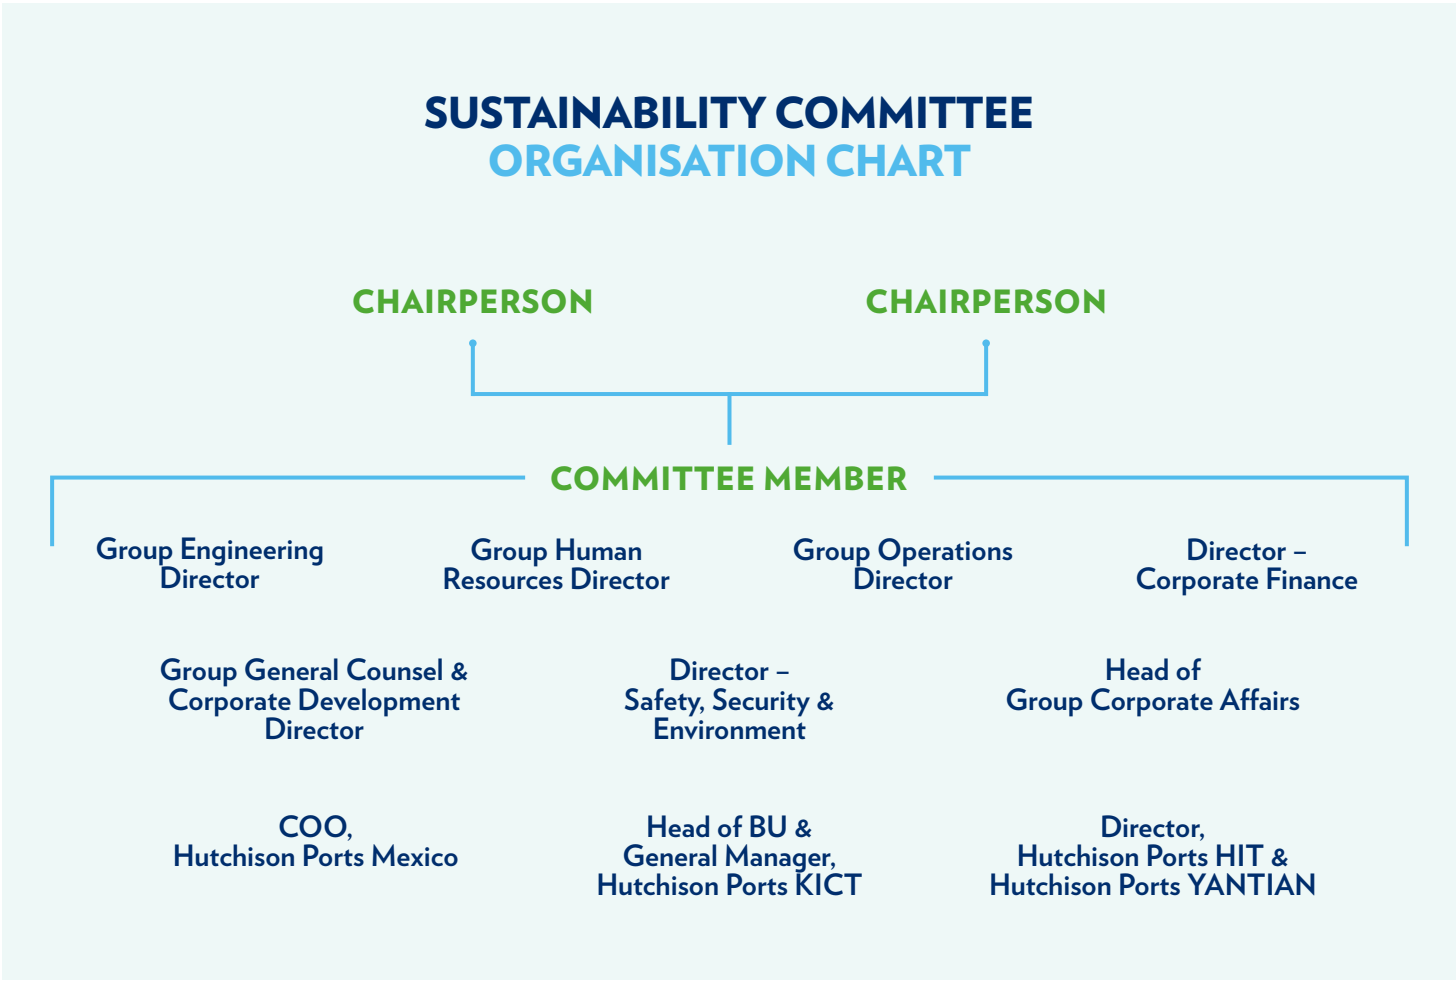 SUSTAINABILITY COMMITTEE
ORGANISATION CHART
CHAIRPERSON
CHAIRPERSON
COMMITTEE MEMBER
Group Engineering
Director
Group Human
Resources Director
Group Operations
Director
Director –
Corporate Finance
Group General Counsel &
Corporate Development
Director
Director –
Safety, Security &
Environment
Head of
Group Corporate Affairs
COO,
Hutchison Ports Mexico
Head of BU &
General Manager,
Hutchison Ports KICT
Director,
Hutchison Ports HIT &
Hutchison Ports YANTIAN